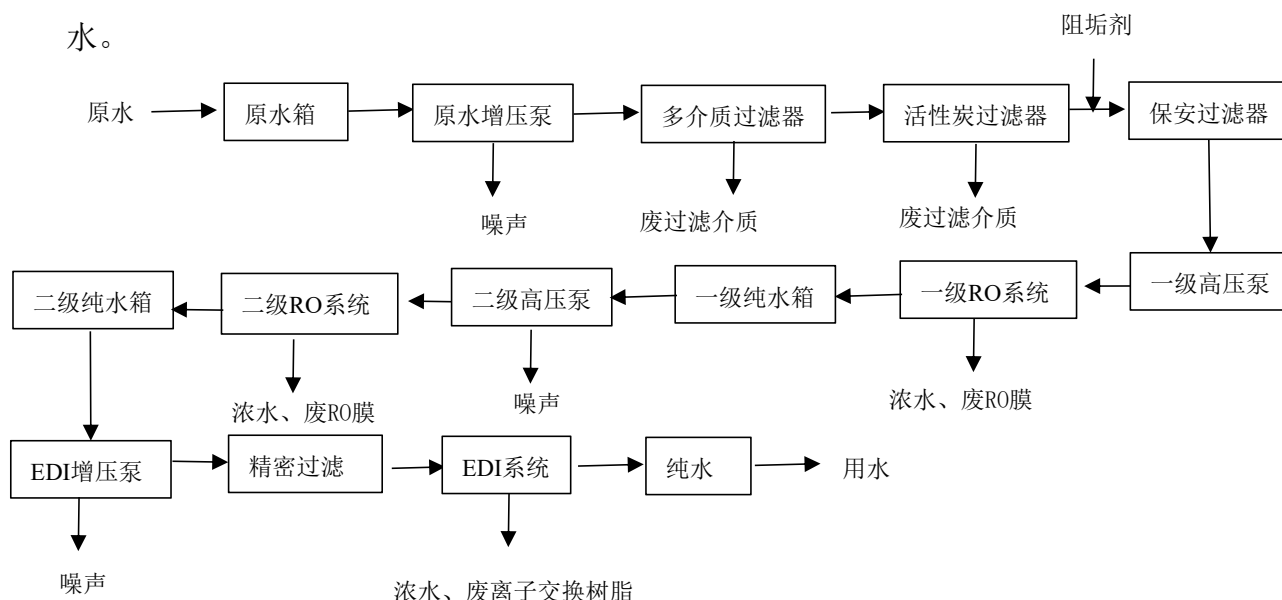 水。
阻垢剂
原水 原水箱 原水增压泵 多介质过滤器 活性炭过滤器 保安过滤器
噪声 废过滤介质 废过滤介质
二级纯水箱 二级RO系统 二级高压泵 一级纯水箱 一级RO系统 一级高压泵
浓水、废RO膜 噪声 浓水、废RO膜
EDI增压泵 精密过滤 EDI系统 纯水 用水
噪声 浓水、废离子交换树脂